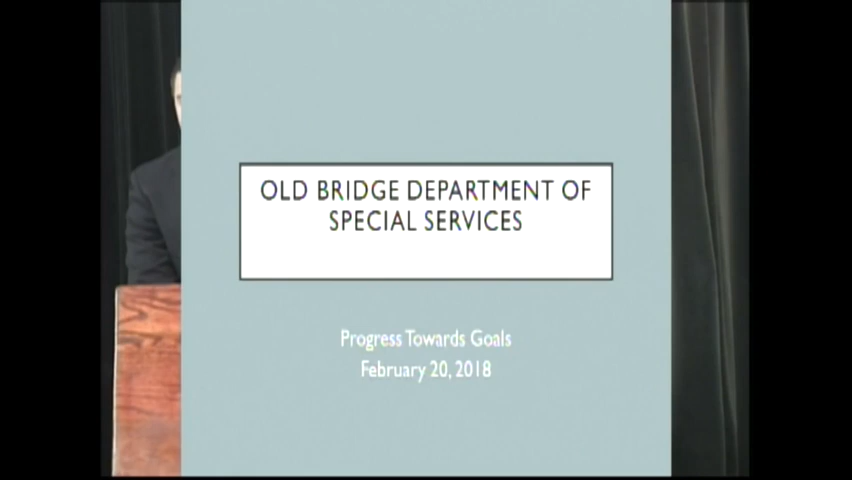 OLD BRIDGE DEPARTMENT OF
SPECIAL SERVICES
Progress Towards Goals
February 20, 2018